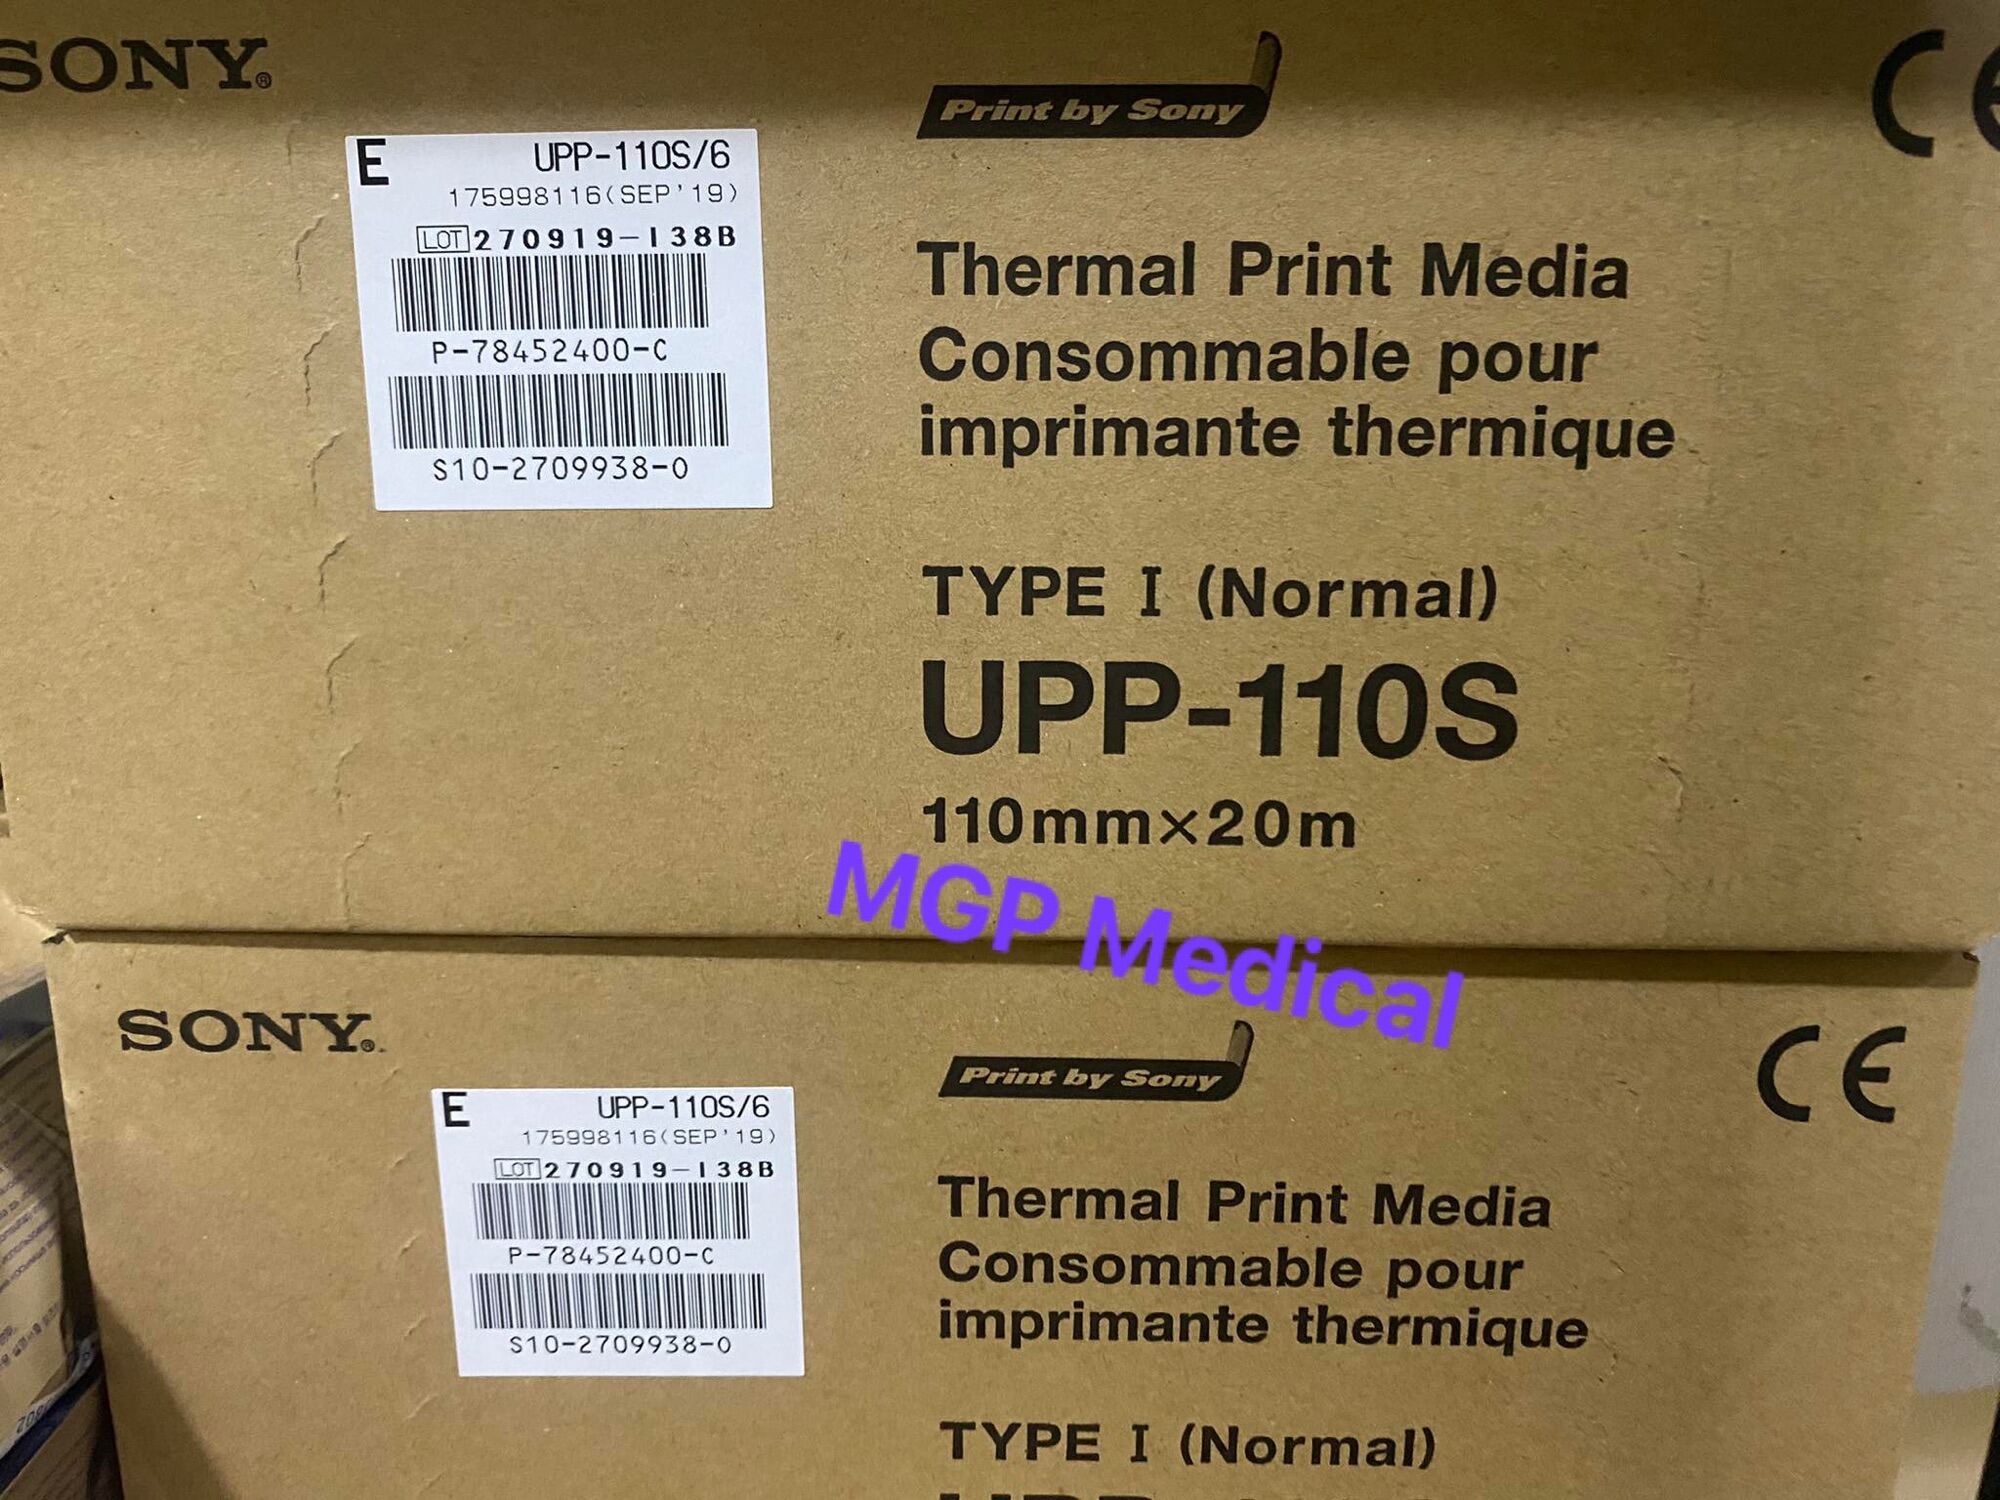 SONY®
Print by Sony
CE
E UPP-110S/6
175998116(SEP'19)
LOT 270919-I38B
P-78452400-C
S10-2709938-0
Thermal Print Media
Consommable pour
imprimante thermique
TYPE I (Normal)
UPP-110S
110mm×20m
MGP Medical
SONY®
Print by Sony
CE
E UPP-110S/6
175998116(SEP'19)
LOT 270919-I38B
P-78452400-C
S10-2709938-0
Thermal Print Media
Consommable pour
imprimante thermique
TYPE I (Normal)